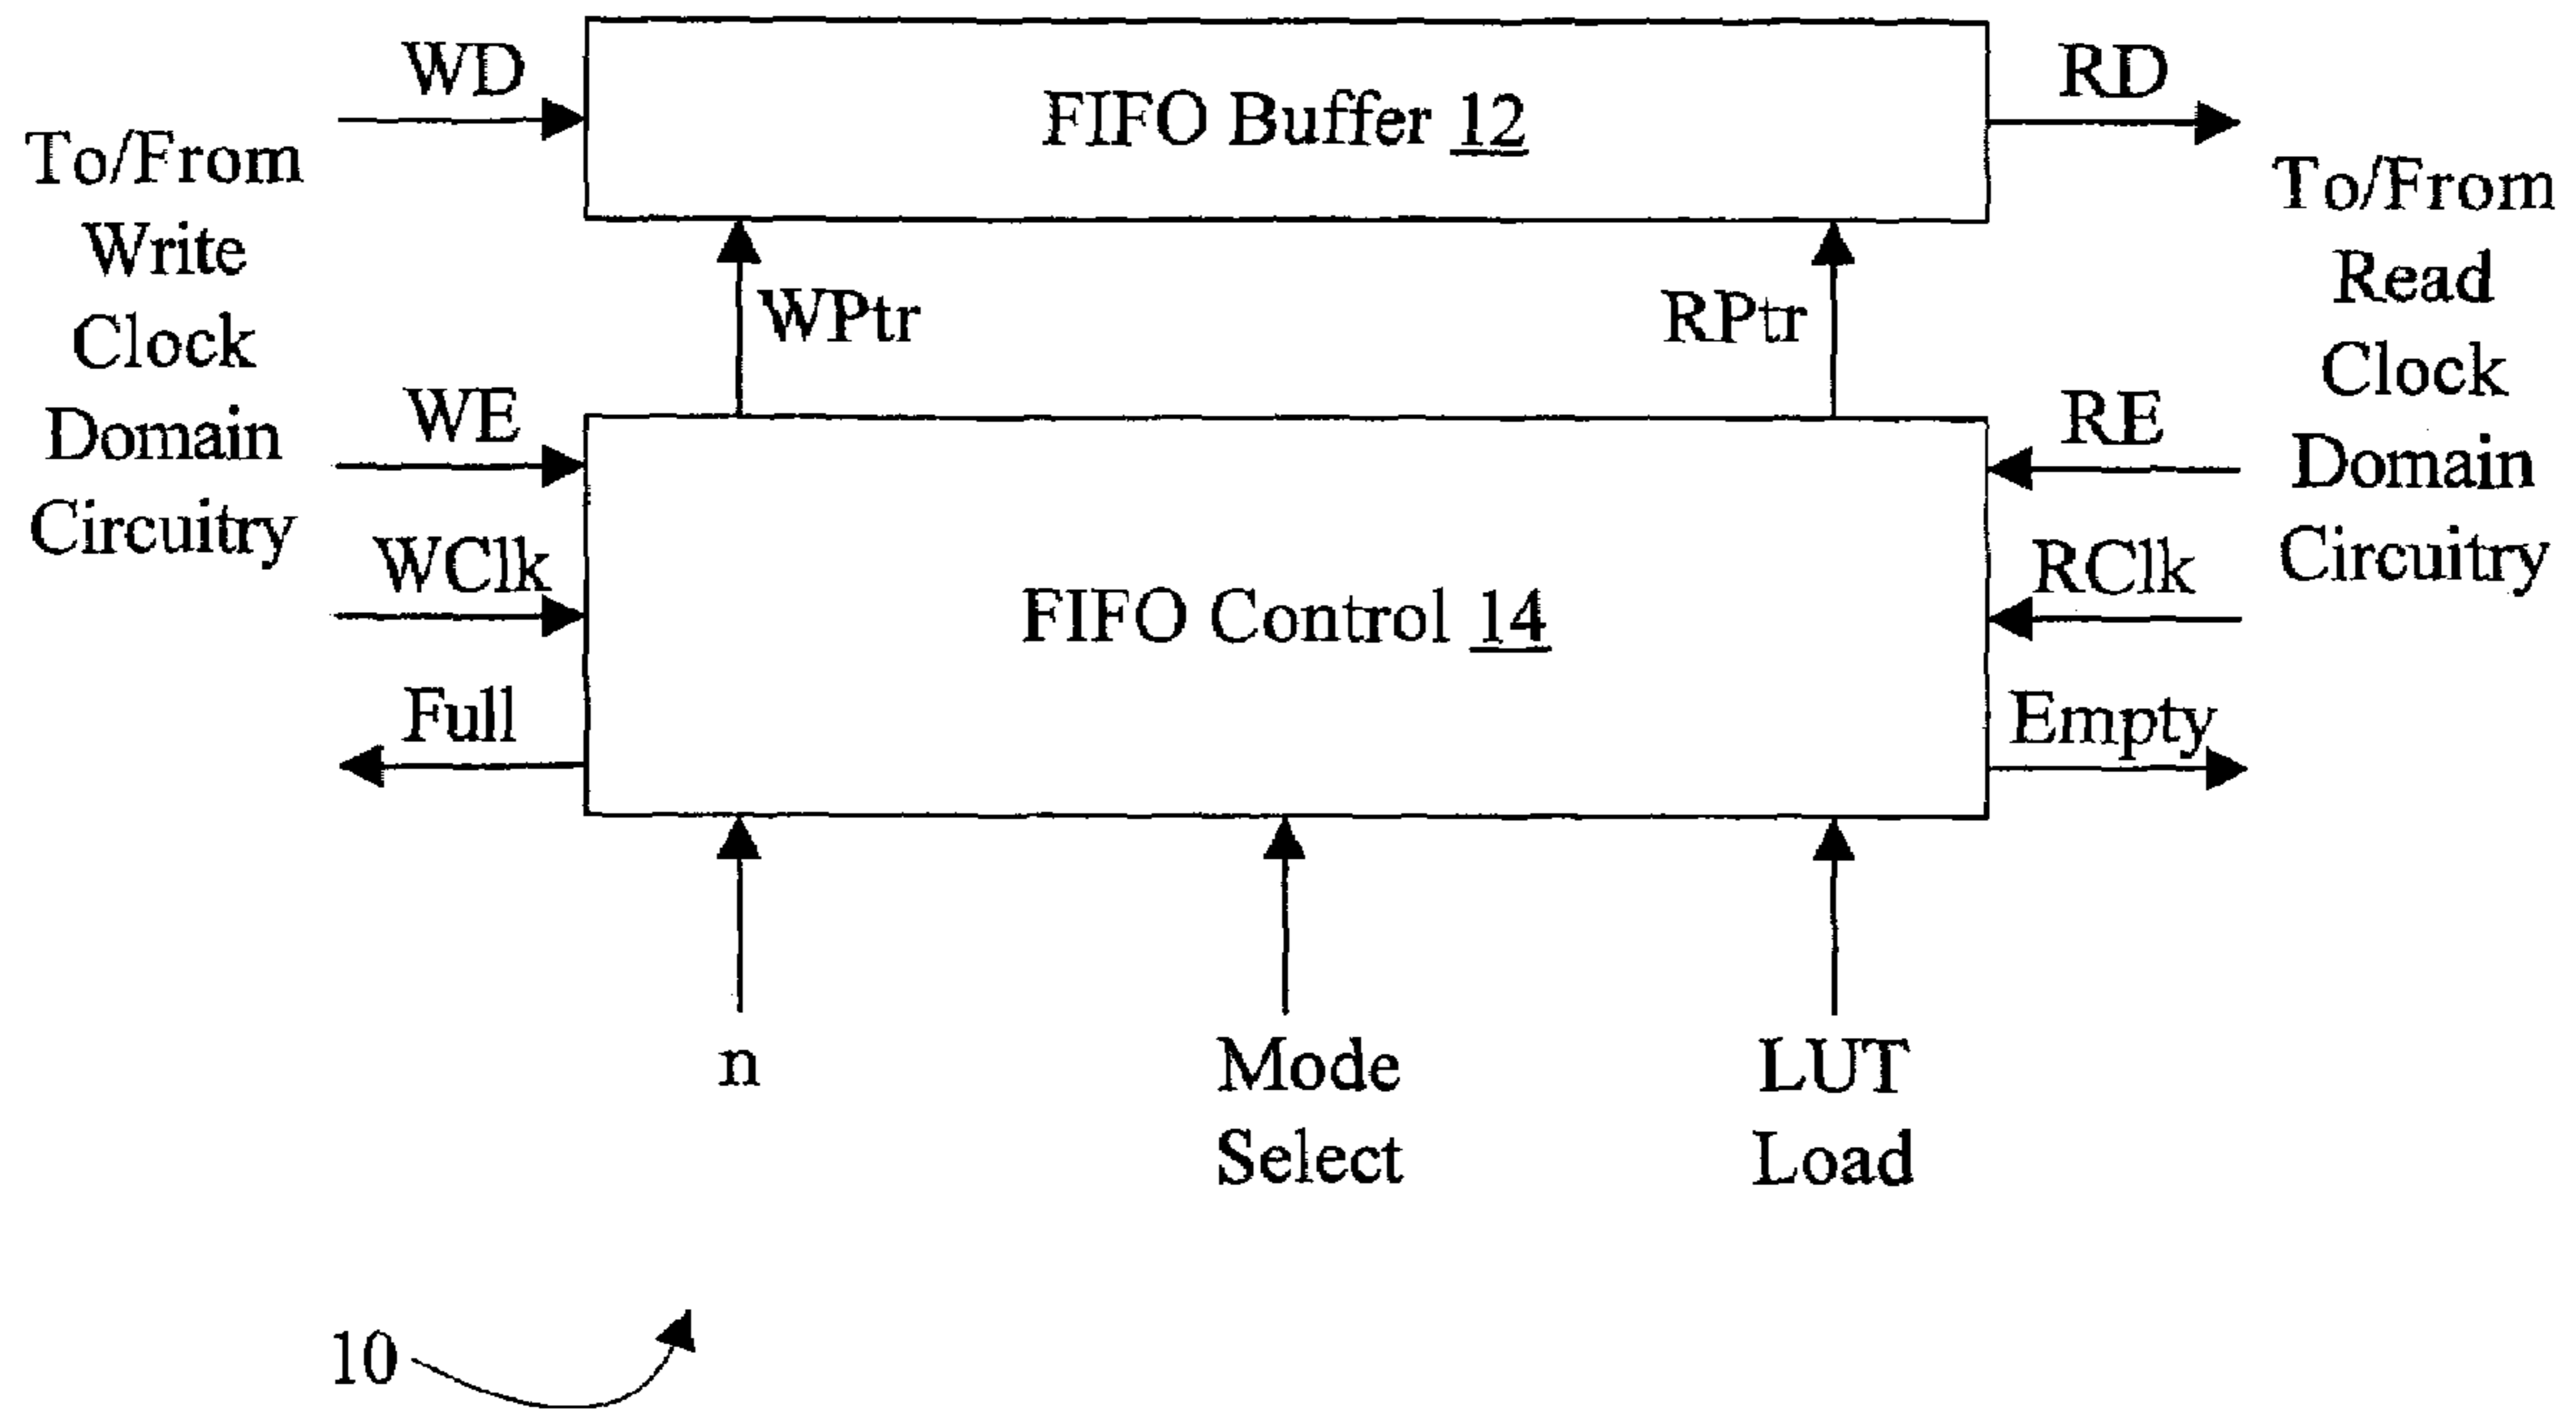 WD
FIFO Buffer 12
RD
To/From
Write
Clock
Domain
Circuitry
To/From
Read
Clock
Domain
Circuitry
WPtr
RPtr
WE
RE
WClk
FIFO Control 14
RClk
Full
Empty
n
Mode
Select
LUT
Load
10